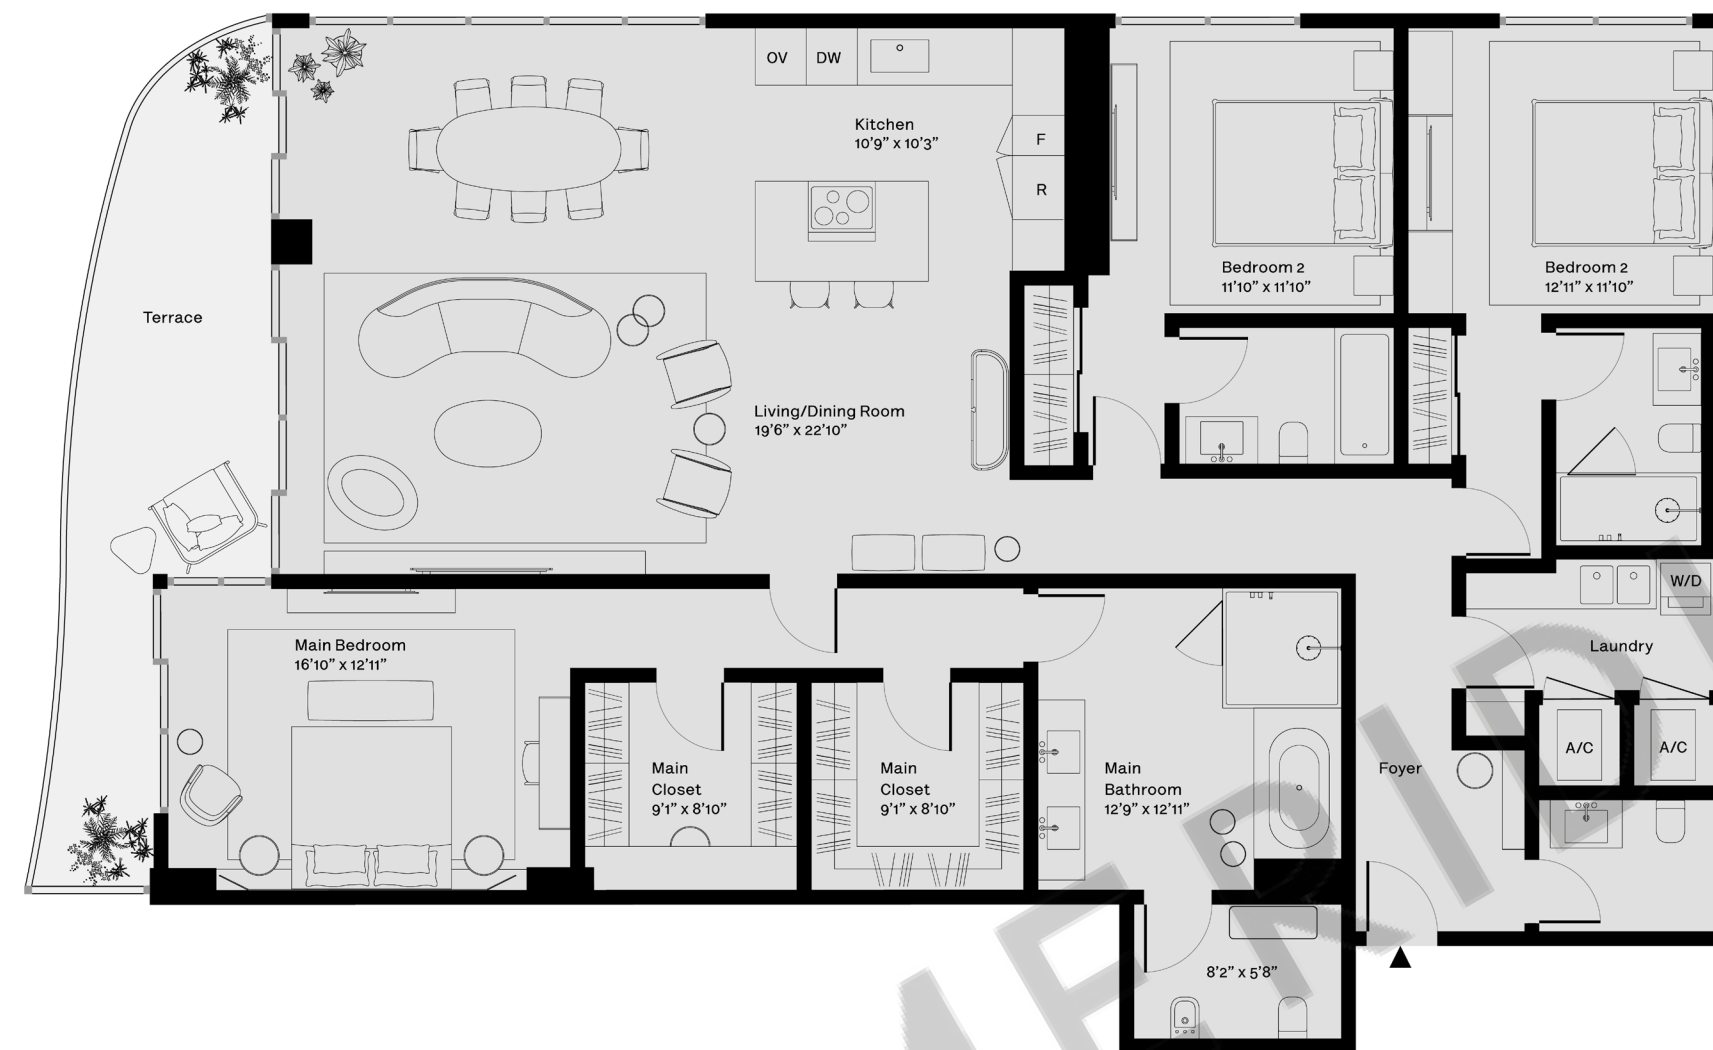 OV
DW
Kitchen
10’9” x 10’3”
F
R
Bedroom 2
11’10” x 11’10”
Bedroom 2
12’11” x 11’10”
Terrace
Living/Dining Room
19’6” x 22’10”
W/D
Laundry
Main Bedroom
16’10” x 12’11”
Main
Closet
9’1” x 8’10”
Main
Closet
9’1” x 8’10”
Main
Bathroom
12’9” x 12’11”
Foyer
A/C
A/C
8’2” x 5’8”